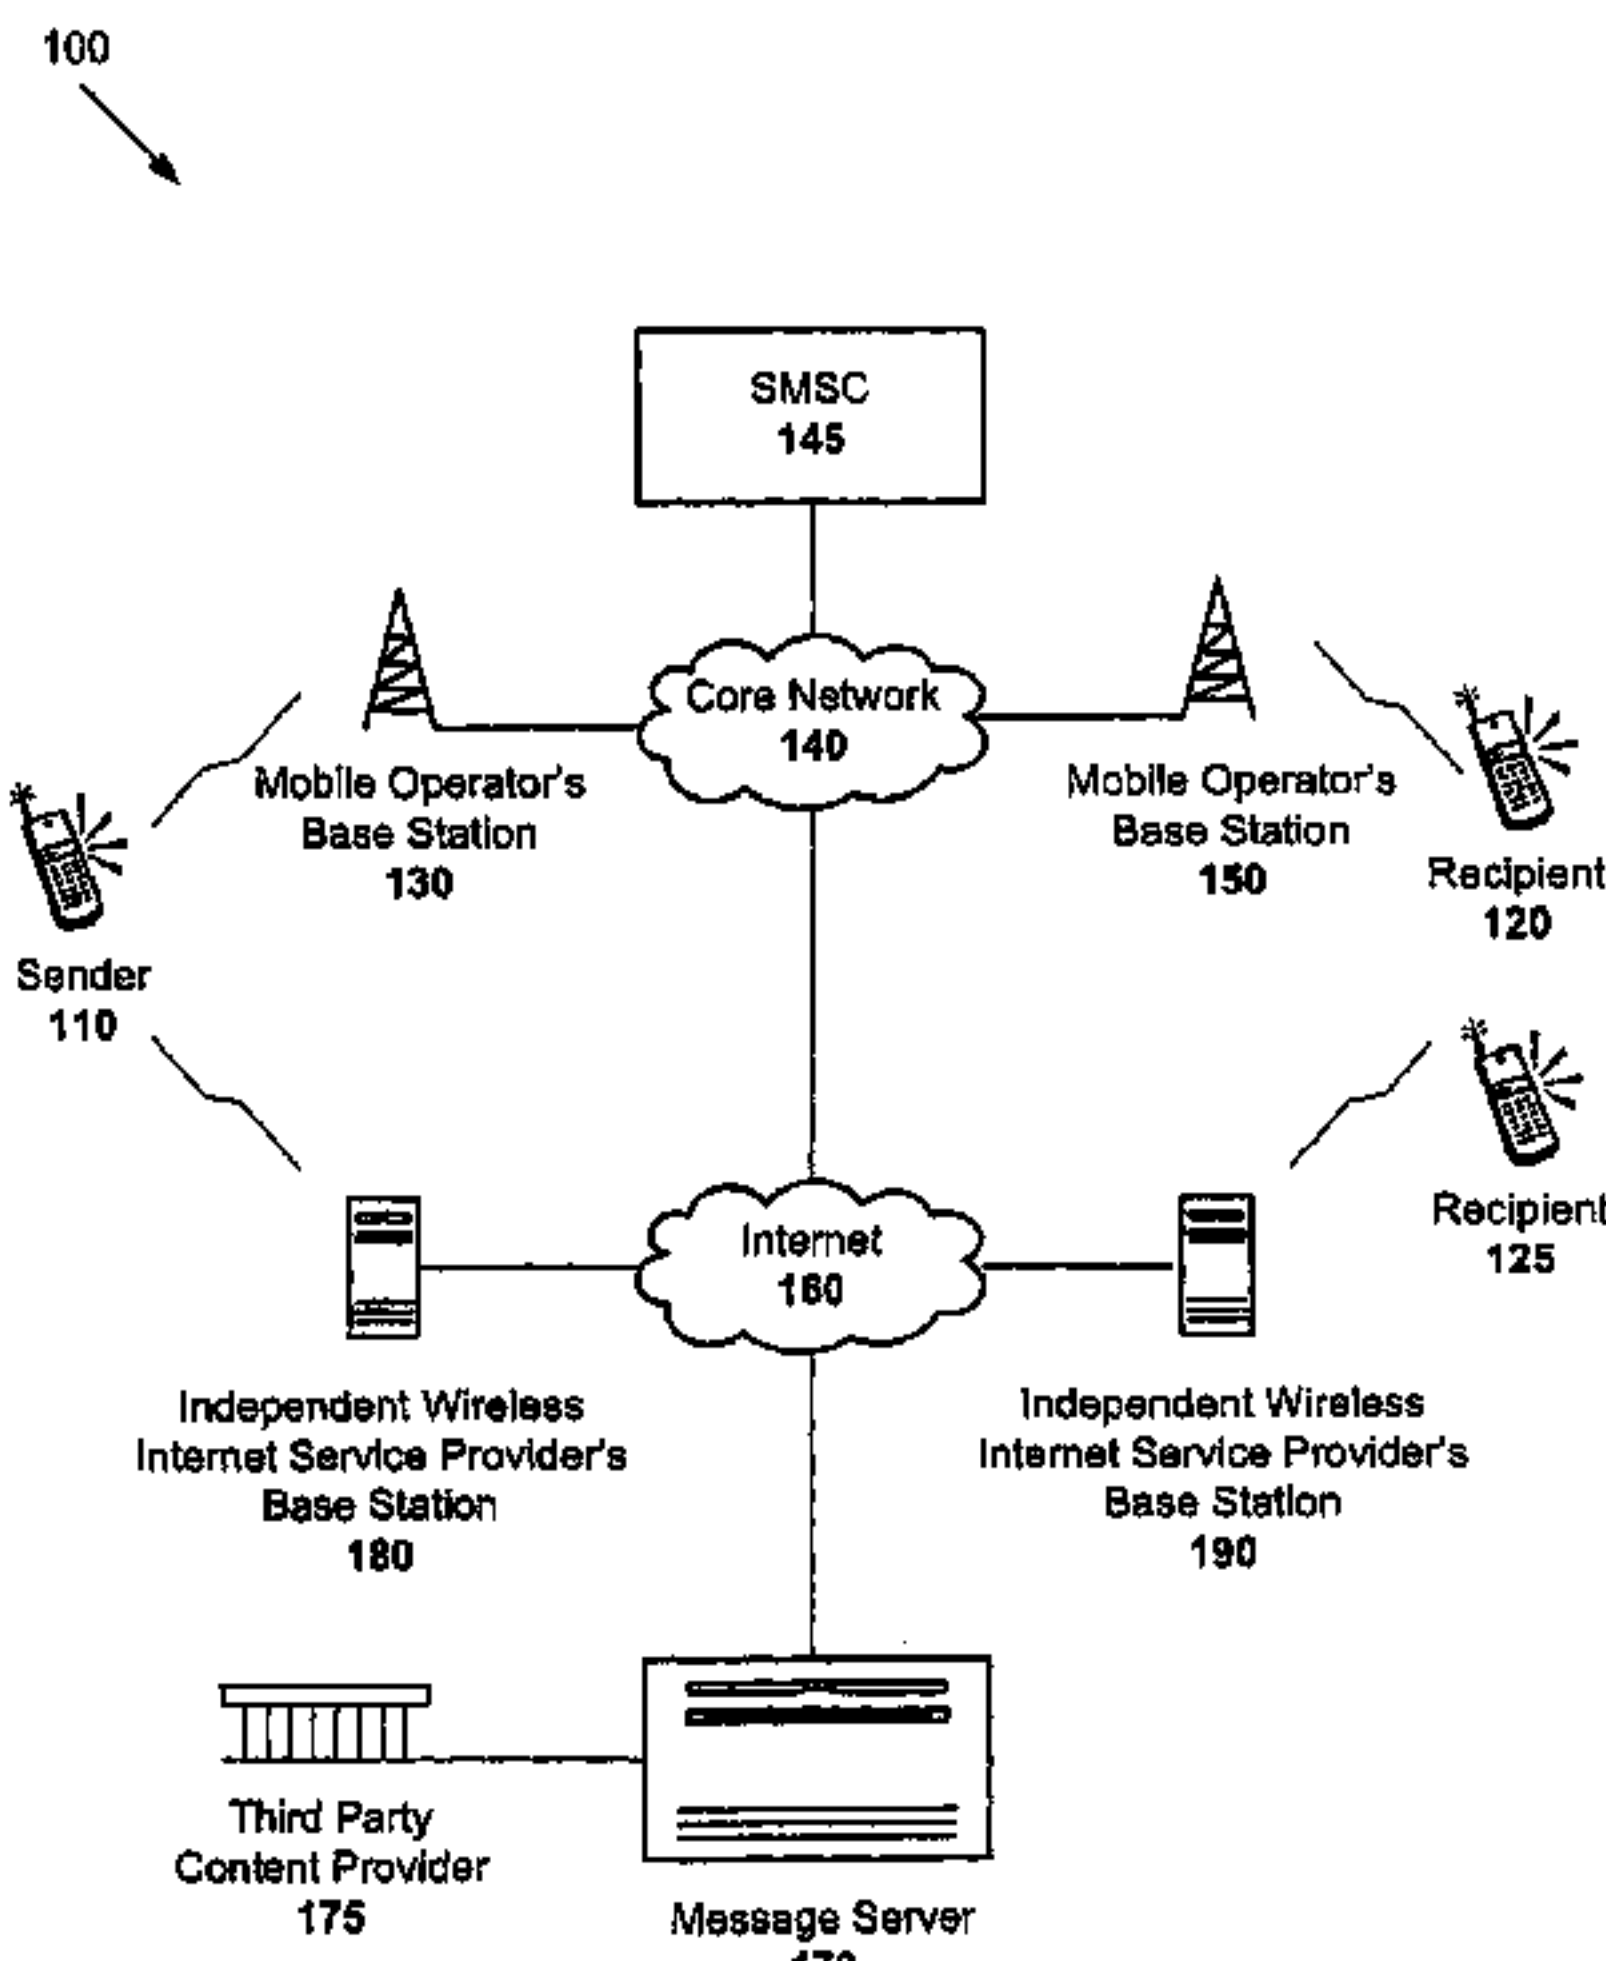 100
SMSC
145
Core Network
140
Mobile Operator's
Base Station
130
Mobile Operator's
Base Station
150
Recipient
120
Sender
110
Recipient
125
Internet
160
Independent Wireless
Internet Service Provider's
Base Station
180
Independent Wireless
Internet Service Provider's
Base Station
190
Third Party
Content Provider
175
Message Server